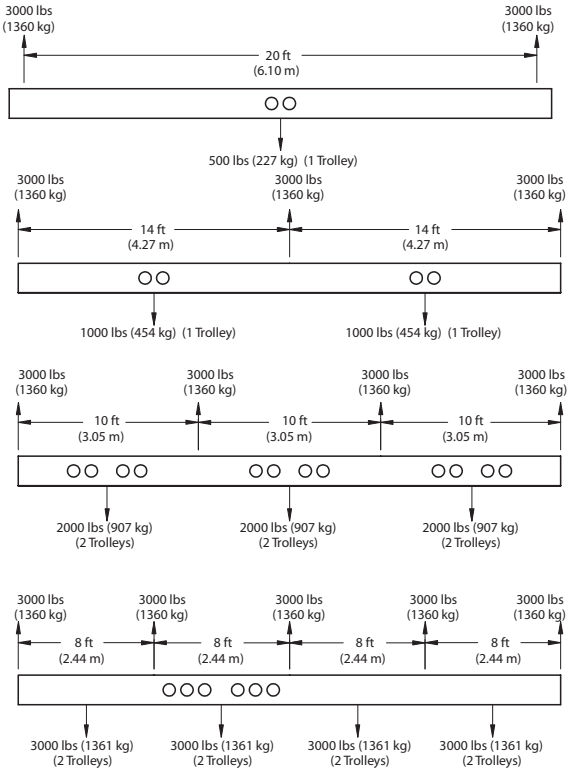 3000 lbs
(1360 kg)
3000 lbs
(1360 kg)
20 ft
(6.10 m)
500 lbs (227 kg) (1 Trolley)
3000 lbs
(1360 kg)
3000 lbs
(1360 kg)
3000 lbs
(1360 kg)
14 ft
(4.27 m)
14 ft
(4.27 m)
1000 lbs (454 kg) (1 Trolley)
1000 lbs (454 kg) (1 Trolley)
3000 lbs
(1360 kg)
3000 lbs
(1360 kg)
3000 lbs
(1360 kg)
3000 lbs
(1360 kg)
10 ft
(3.05 m)
10 ft
(3.05 m)
10 ft
(3.05 m)
2000 lbs (907 kg)
(2 Trolleys)
2000 lbs (907 kg)
(2 Trolleys)
2000 lbs (907 kg)
(2 Trolleys)
3000 lbs
(1360 kg)
3000 lbs
(1360 kg)
3000 lbs
(1360 kg)
3000 lbs
(1360 kg)
3000 lbs
(1360 kg)
8 ft
(2.44 m)
8 ft
(2.44 m)
8 ft
(2.44 m)
8 ft
(2.44 m)
3000 lbs (1361 kg)
(2 Trolleys)
3000 lbs (1361 kg)
(2 Trolleys)
3000 lbs (1361 kg)
(2 Trolleys)
3000 lbs (1361 kg)
(2 Trolleys)